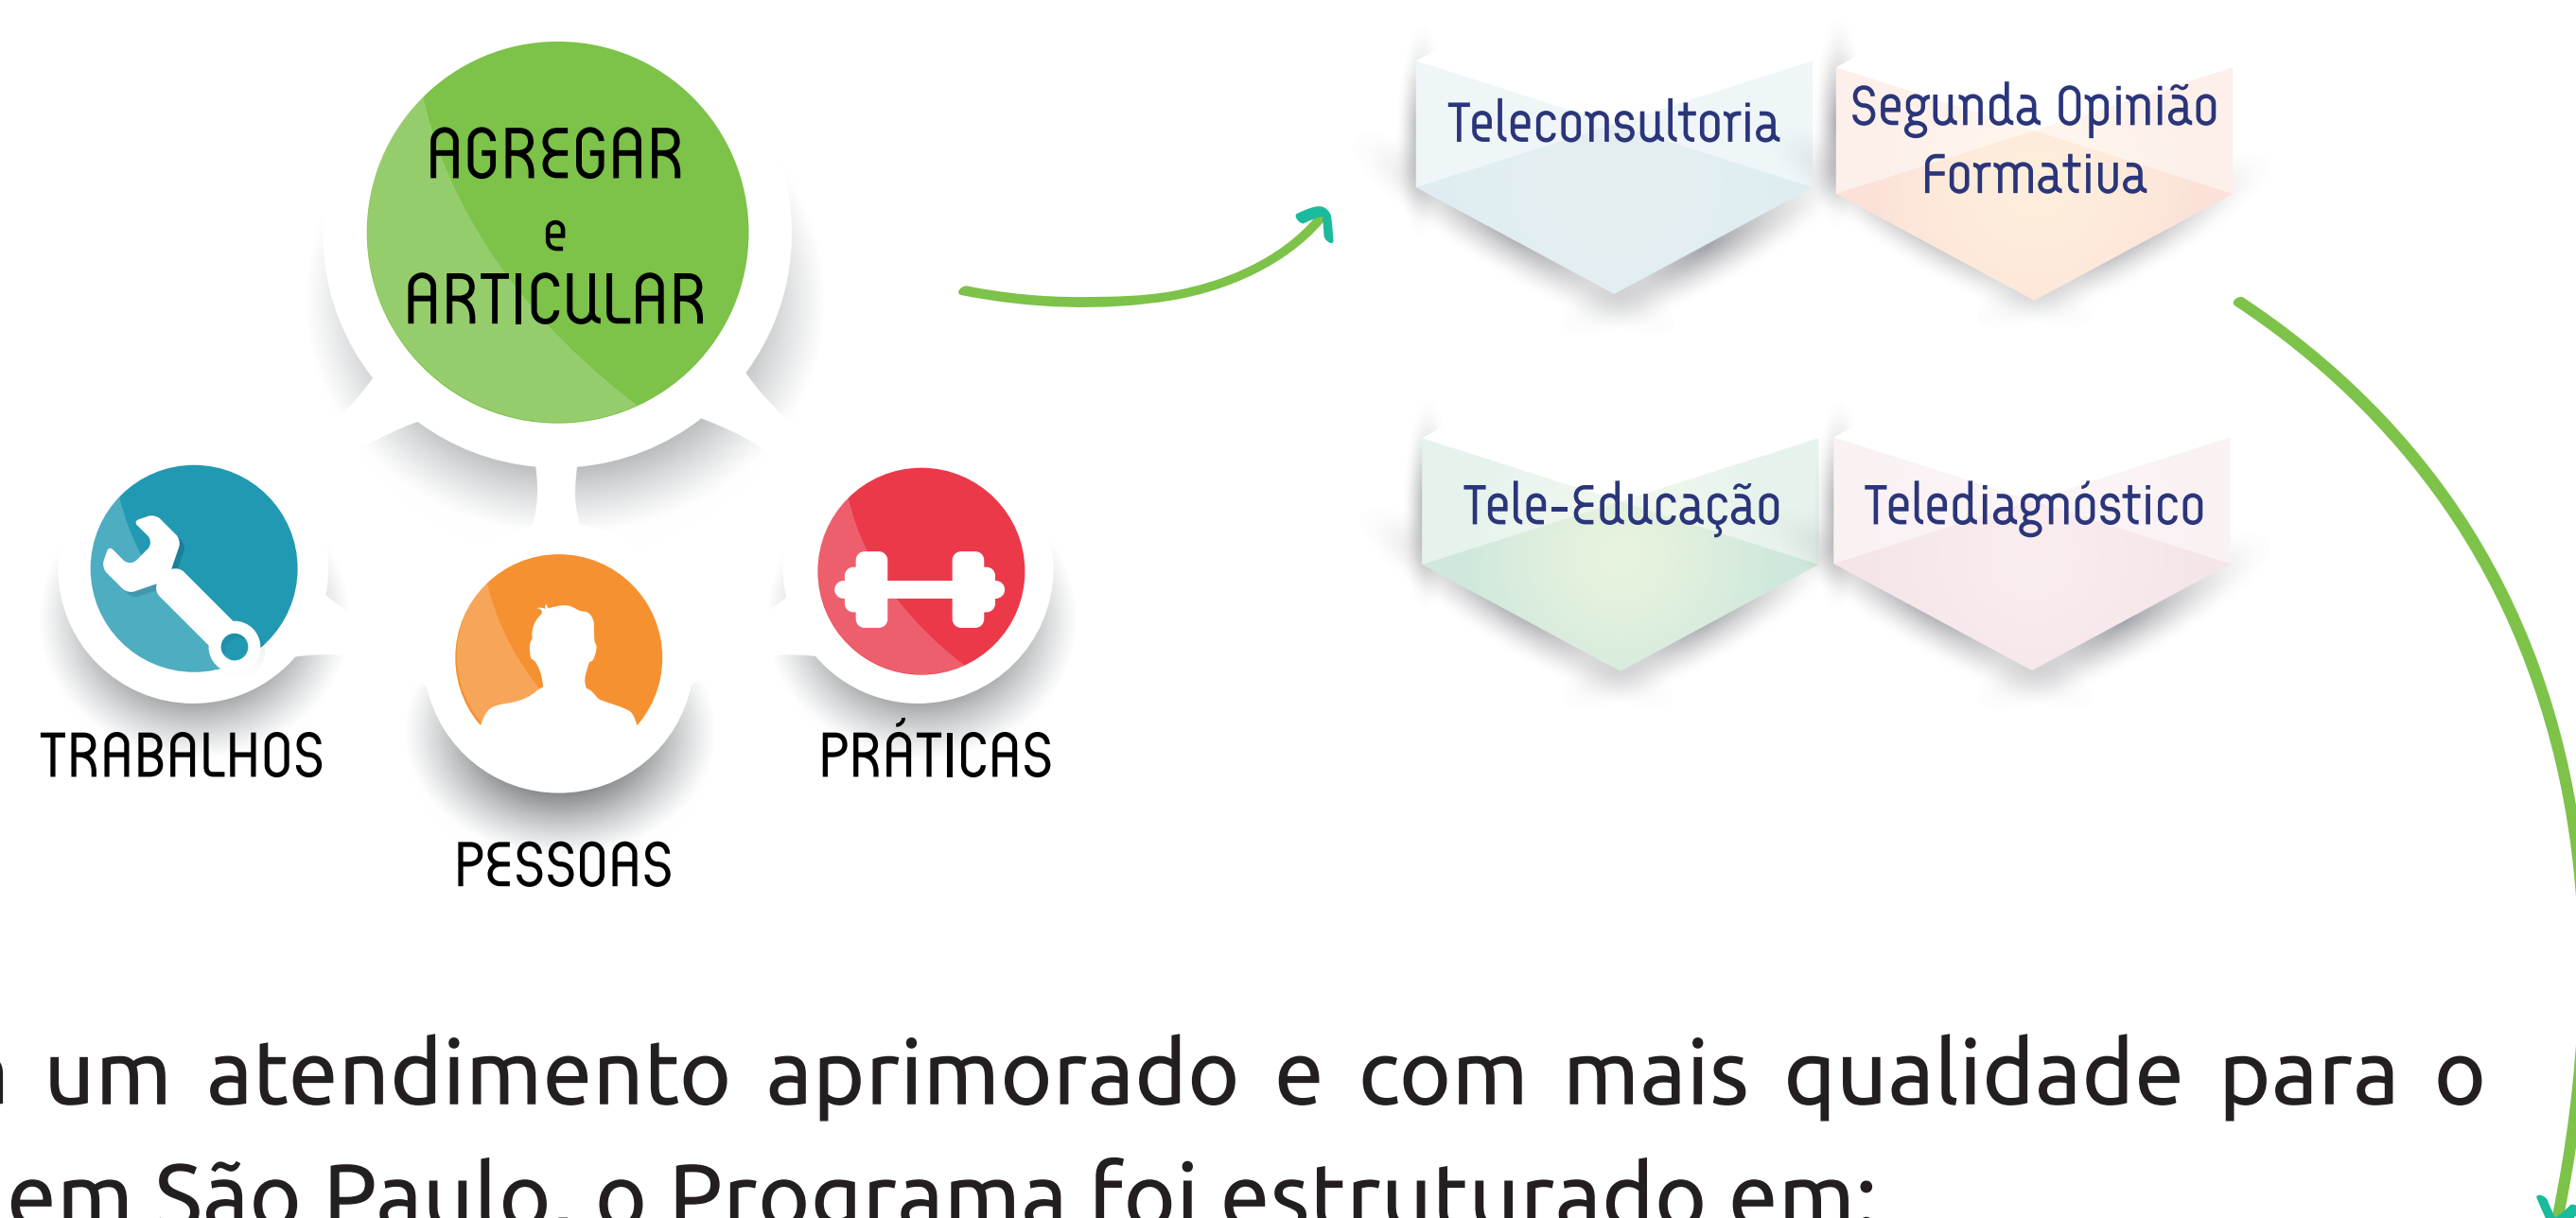 AGREGAR
e
ARTICULAR
TRABALHOS
PESSOAS
PRÁTICAS
Teleconsultoria
Segunda Opinião
Formativa
Tele-Educação
Telediagnóstico
um atendimento aprimorado e com mais qualidade para o
em São Paulo, o Programa foi estruturado em: